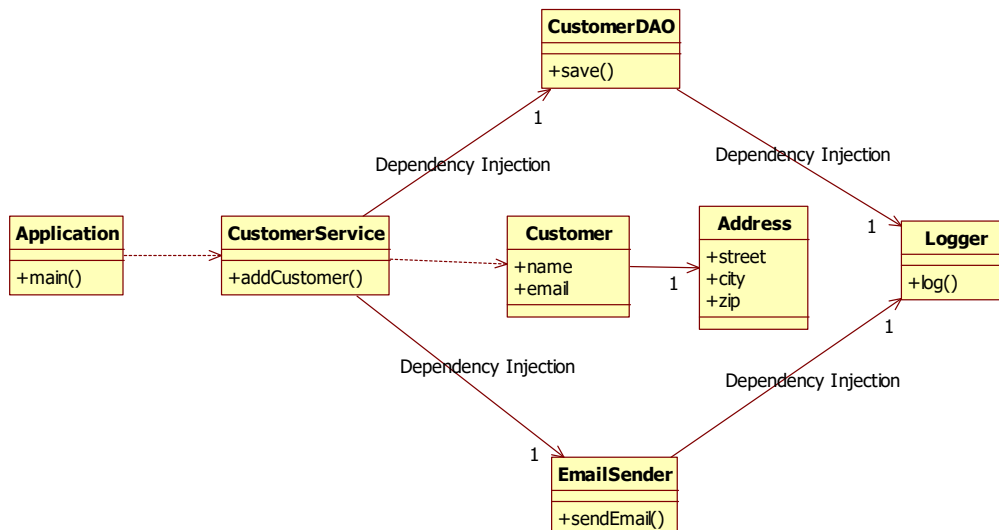 CustomerDAO
+save()
1
Dependency Injection
Dependency Injection
1
Application
+main()
CustomerService
+addCustomer()
Customer
+name
+email
1
Address
+street
+city
+zip
Logger
+log()
1
Dependency Injection
Dependency Injection
1
EmailSender
+sendEmail()